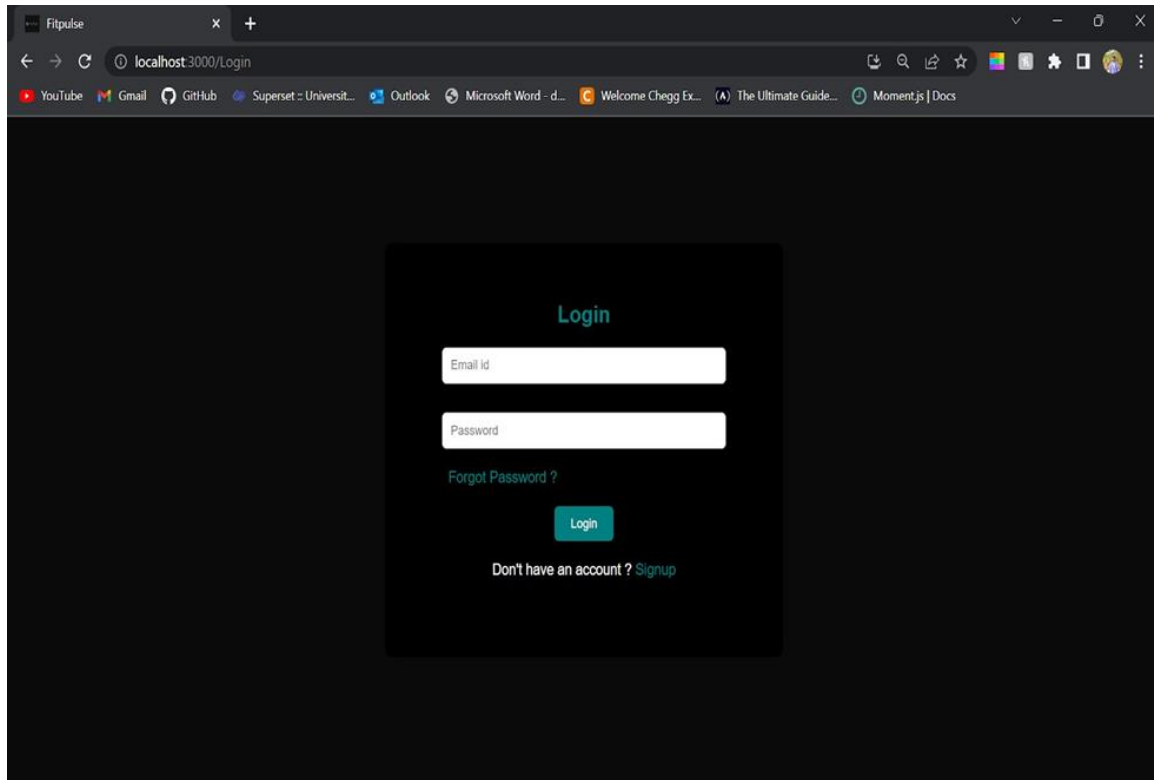 Fitpulse
localhost:3000/Login
YouTube Gmail GitHub Superset :: Universit... Outlook Microsoft Word - d... Welcome Chegg Ex... The Ultimate Guide... Moment.js | Docs
Login
Email id
Password
Forgot Password ?
Login
Don't have an account ? Signup